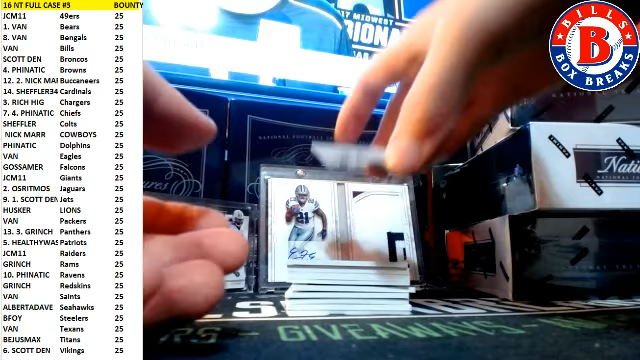 16 NT FULL CASE #3 BOUNTY
JCM11 49ers 25
1. VAN Bears 25
8. VAN Bengals 25
VAN Bills 25
SCOTT DEN Broncos 25
4. PHINATIC Browns 25
12. 2. NICK MAI Buccaneers 25
14. SHEFFLER34 Cardinals 25
3. RICH HIG Chargers 25
7. 4. PHINATIC Chiefs 25
SHEFFLER Colts 25
NICK MARR COWBOYS 25
PHINATIC Dolphins 25
VAN Eagles 25
GOSSAMER Falcons 25
JCM11 Giants 25
2. OSRITMOS Jaguars 25
9. 1. SCOTT DEN Jets 25
HUSKER LIONS 25
VAN Packers 25
13. 3. GRINCH Panthers 25
5. HEALTHYWA Patriots 25
JCM11 Raiders 25
GRINCH Rams 25
10. PHINATIC Ravens 25
GRINCH Redskins 25
VAN Saints 25
ALBERTADAVE Seahawks 25
BFOY Steelers 25
VAN Texans 25
BEJUSMAX Titans 25
6. SCOTT DEN Vikings 25
17 MIDWEST
BILL'S
B
BOX BREAKS
21
GIVEAWAYS